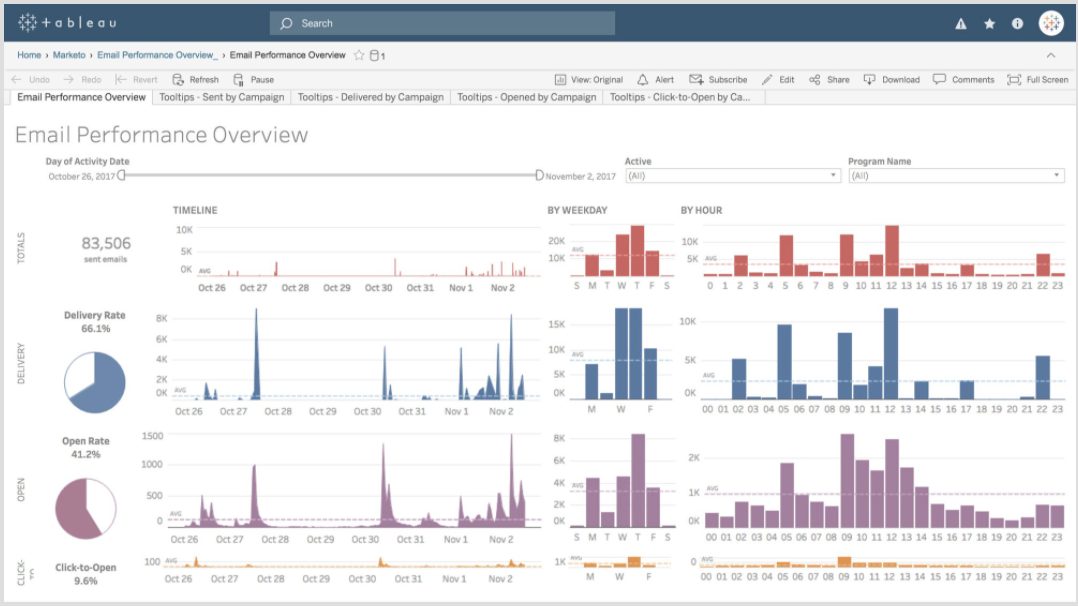 + a b l e a u
Search
Home › Marketo › Email Performance Overview_ › Email Performance Overview 1
← Undo → Redo Revert Refresh Pause View: Original Alert Subscribe Edit Share Download Comments Full Screen
Email Performance Overview Tooltips - Sent by Campaign Tooltips - Delivered by Campaign Tooltips - Opened by Campaign Tooltips - Click-to-Open by Ca...
Email Performance Overview
Day of Activity Date Active Program Name
October 26, 2017 November 2, 2017 (All) (All)
TIMELINE BY WEEKDAY BY HOUR
TOTALS
83,506
sent emails
10K
5K
0K
AVG
Oct 26 Oct 27 Oct 28 Oct 29 Oct 30 Oct 31 Nov 1 Nov 2
20K
10K
0K
AVG
S M T W T F S
10K
5K
0K
AVG
0 1 2 3 4 5 6 7 8 9 10 11 12 13 14 15 16 17 18 19 20 21 22 23
DELIVERY
Delivery Rate
66.1%
8K
6K
4K
2K
0K
AVG
Oct 26 Oct 27 Oct 28 Oct 29 Oct 30 Oct 31 Nov 1 Nov 2
15K
10K
5K
0K
AVG
M W F
10K
5K
0K
AVG
00 01 02 03 04 05 06 07 08 09 10 11 12 13 14 15 16 17 18 19 20 21 22 23
OPEN
Open Rate
41.2%
1500
1000
500
0
AVG
Oct 26 Oct 27 Oct 28 Oct 29 Oct 30 Oct 31 Nov 1 Nov 2
8K
6K
4K
2K
0K
AVG
S M T W T F S
2K
1K
0K
AVG
00 01 02 03 04 05 06 07 08 09 10 11 12 13 14 15 16 17 18 19 20 21 22 23
CLICK-
Click-to-Open
9.6%
100
AVG
Oct 26 Oct 27 Oct 28 Oct 29 Oct 30 Oct 31 Nov 1 Nov 2
1K
AVG
M W F
0
AVG
00 01 02 03 04 05 06 07 08 09 10 11 12 13 14 15 16 17 18 19 20 21 22 23